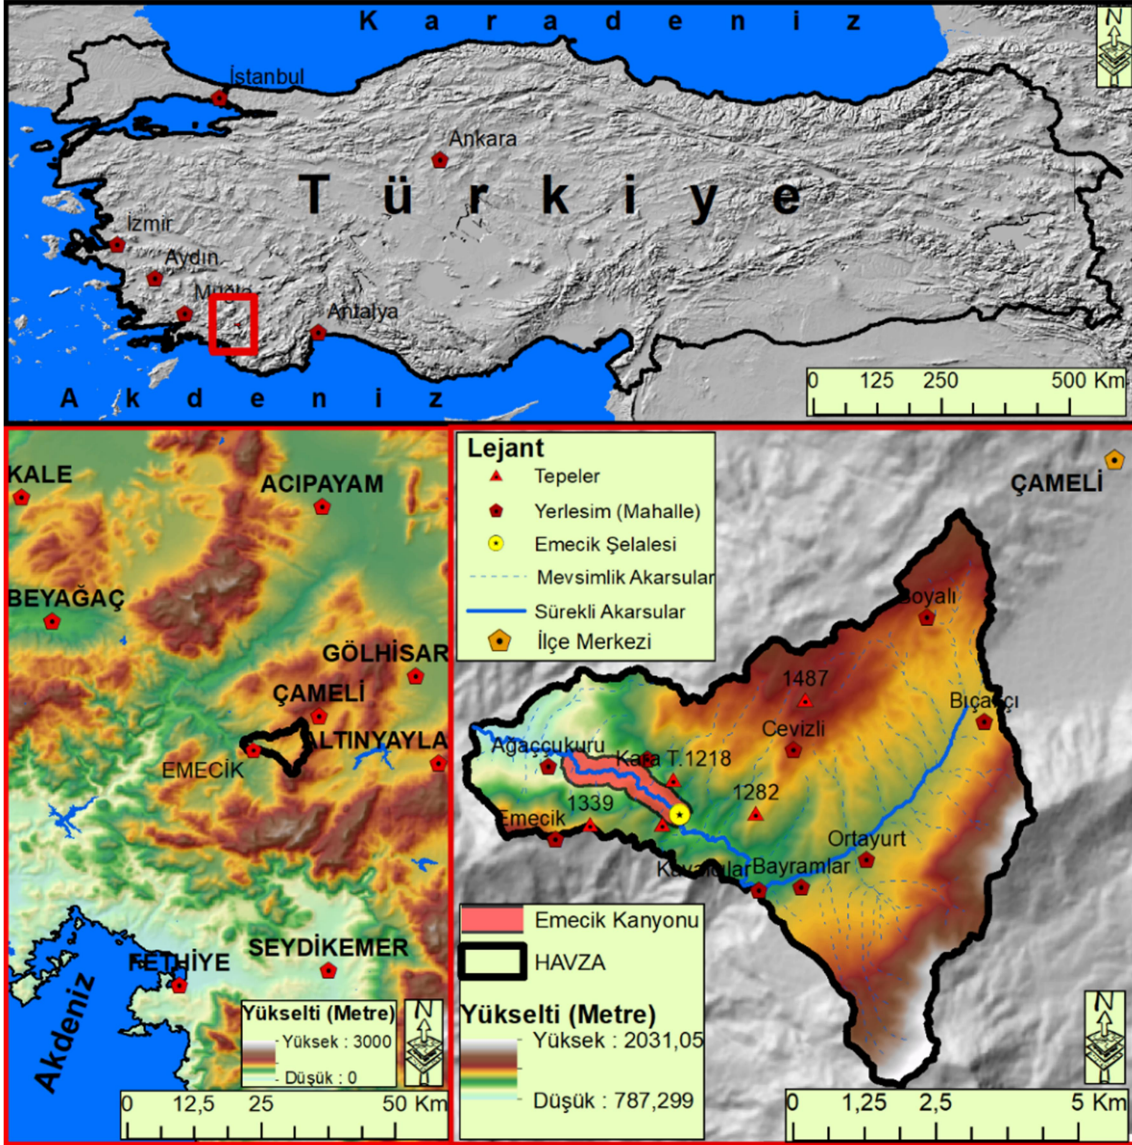 Karadeniz
N
İstanbul
Ankara
Türkiye
İzmir
Aydın
Muğla
Antalya
Akdeniz
0 125 250 500 Km
KALE
ACIPAYAM
BEYAĞAÇ
GÖLHİSAR
ÇAMELİ
ALTINYAYLA
EMECİK
SEYDİKEMER
FETHİYE
Akdeniz
Yükselti (Metre)
Yüksek : 3000
Düşük : 0
N
0 12,5 25 50 Km
Lejant
Tepeler
Yerlesim (Mahalle)
Emecik Şelalesi
Mevsimlik Akarsular
Sürekli Akarsular
İlçe Merkezi
ÇAMELİ
Boyalı
1487
Bıçakçı
Cevizli
Ağaççukuru
Kara T.1218
1339
1282
Emecik
Ortayurt
Bayramlar
Emecik Kanyonu
HAVZA
Yükselti (Metre)
Yüksek : 2031,05
Düşük : 787,299
N
0 1,25 2,5 5 Km